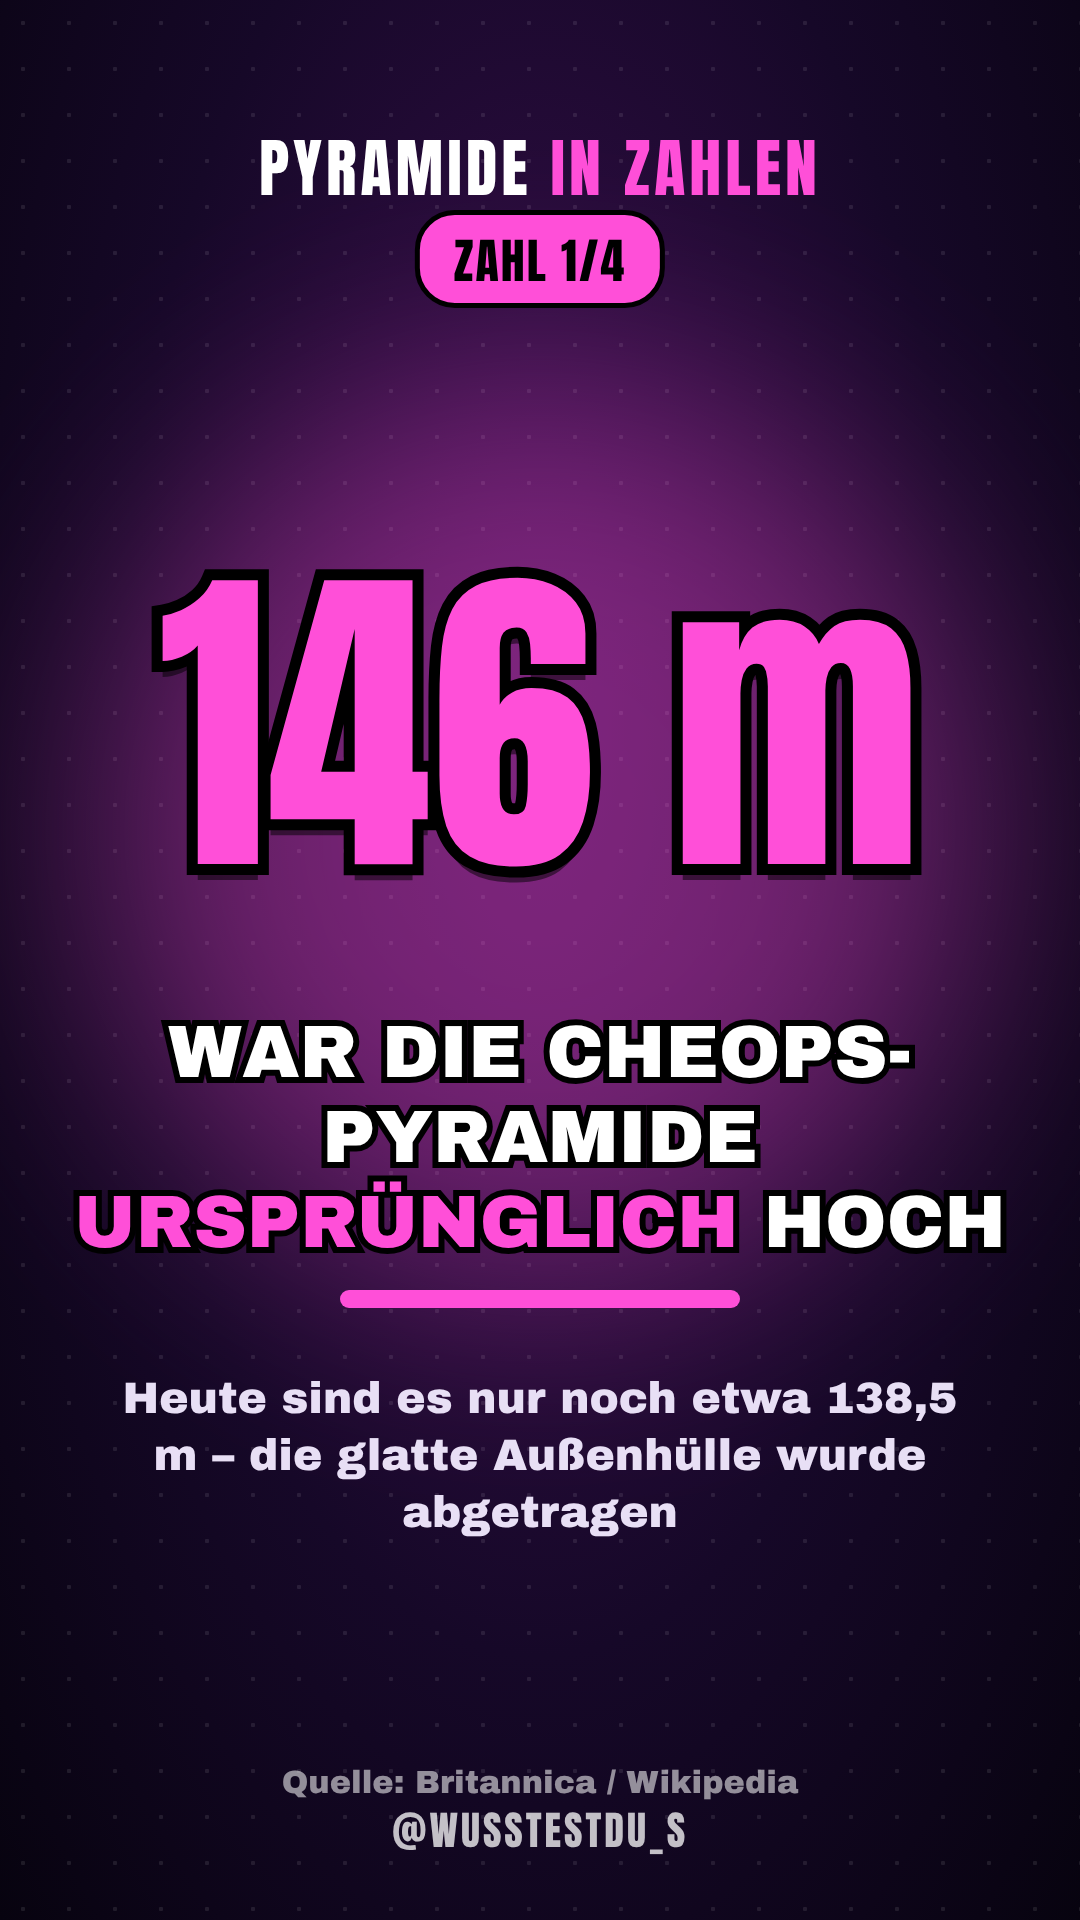 PYRAMIDE IN ZAHLEN
ZAHL 1/4
146 m
WAR DIE CHEOPS-
PYRAMIDE
URSPRÜNGLICH HOCH
Heute sind es nur noch etwa 138,5
m – die glatte Außenhülle wurde
abgetragen
Quelle: Britannica / Wikipedia
@WUSSTESTDU_S